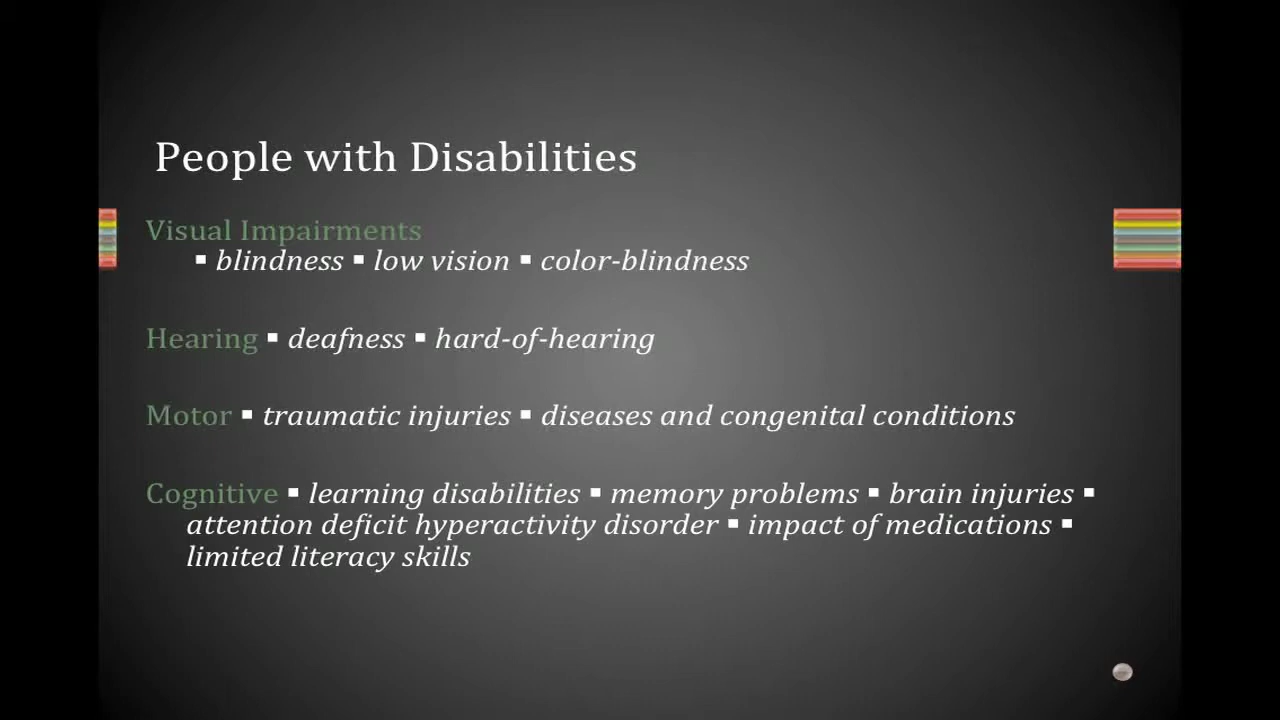 People with Disabilities
Visual Impairments
▪ blindness ▪ low vision ▪ color-blindness
Hearing ▪ deafness ▪ hard-of-hearing
Motor ▪ traumatic injuries ▪ diseases and congenital conditions
Cognitive ▪ learning disabilities ▪ memory problems ▪ brain injuries ▪
attention deficit hyperactivity disorder ▪ impact of medications ▪
limited literacy skills